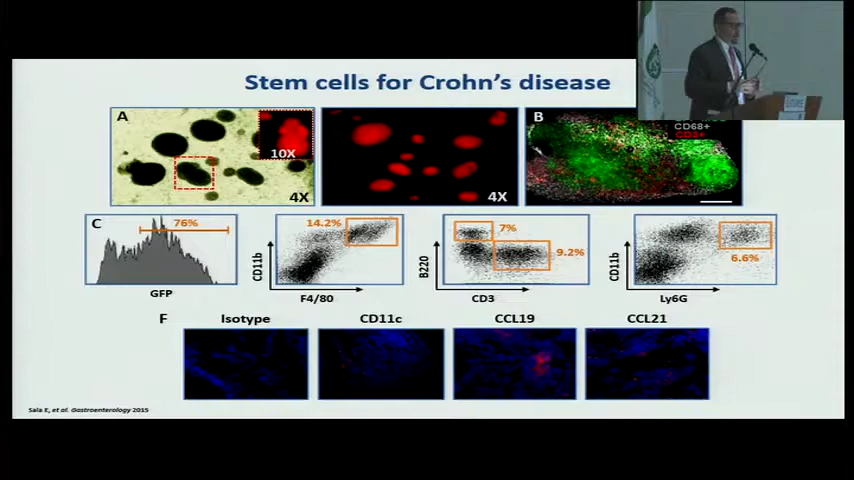 Stem cells for Crohn's disease
A
10X
4X
4X
B
CD68+
CD3+
C
76%
GFP
14.2%
CD11b
F4/80
7%
9.2%
B220
CD3
6.6%
CD11b
Ly6G
F
Isotype
CD11c
CCL19
CCL21
Sala E, et al. Gastroenterology 2015